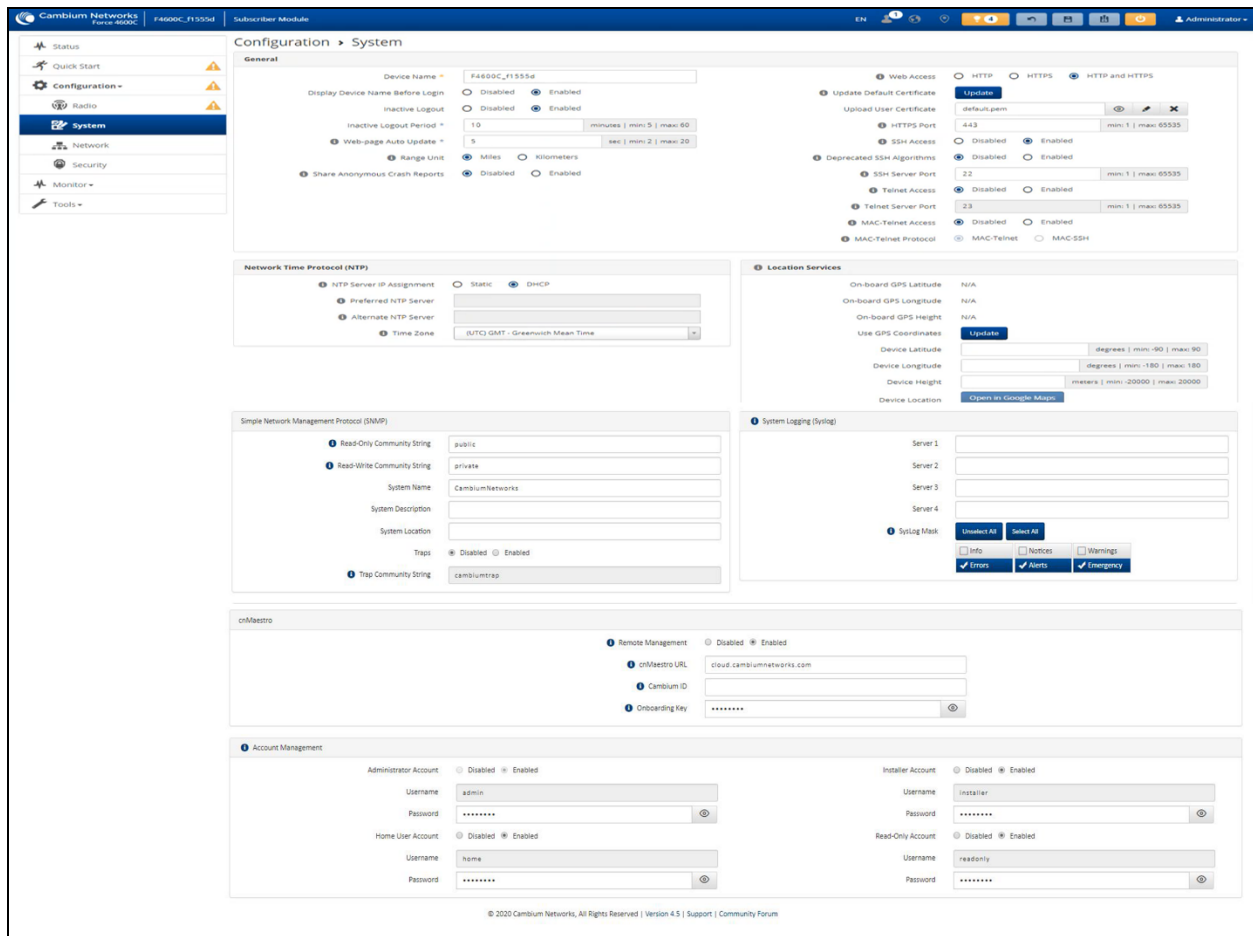 Cambium Networks
Force 4600C
F4600C_f1555d
Subscriber Module
EN
1
4
Administrator
Status
Quick Start
Configuration
Radio
System
Network
Security
Monitor
Tools
Configuration > System
General
Device Name *
F4600C_f1555d
Display Device Name Before Login
Disabled Enabled
Inactive Logout
Disabled Enabled
Inactive Logout Period *
10
minutes | min: 5 | max: 60
Web-page Auto Update *
5
sec | min: 2 | max: 20
Range Unit
Miles Kilometers
Share Anonymous Crash Reports
Disabled Enabled
Web Access
HTTP HTTPS HTTP and HTTPS
Update Default Certificate
Update
Upload User Certificate
default.pem
HTTPS Port
443
min: 1 | max: 65535
SSH Access
Disabled Enabled
Deprecated SSH Algorithms
Disabled Enabled
SSH Server Port
22
min: 1 | max: 65535
Telnet Access
Disabled Enabled
Telnet Server Port
23
min: 1 | max: 65535
MAC-Telnet Access
Disabled Enabled
MAC-Telnet Protocol
MAC-Telnet MAC-SSH
Network Time Protocol (NTP)
NTP Server IP Assignment
Static DHCP
Preferred NTP Server
Alternate NTP Server
Time Zone
(UTC) GMT - Greenwich Mean Time
Location Services
On-board GPS Latitude
N/A
On-board GPS Longitude
N/A
On-board GPS Height
N/A
Use GPS Coordinates
Update
Device Latitude
degrees | min: -90 | max: 90
Device Longitude
degrees | min: -180 | max: 180
Device Height
meters | min: -20000 | max: 20000
Device Location
Open in Google Maps
Simple Network Management Protocol (SNMP)
Read-Only Community String
public
Read-Write Community String
private
System Name
CambiumNetworks
System Description
System Location
Traps
Disabled Enabled
Trap Community String
cambiumtrap
System Logging (Syslog)
Server 1
Server 2
Server 3
Server 4
SysLog Mask
Unselect All Select All
Info Notices Warnings
Errors Alerts Emergency
cnMaestro
Remote Management
Disabled Enabled
cnMaestro URL
cloud.cambiumnetworks.com
Cambium ID
Onboarding Key
••••••••
Account Management
Administrator Account
Disabled Enabled
Username
admin
Password
••••••••
Home User Account
Disabled Enabled
Username
home
Password
••••••••
Installer Account
Disabled Enabled
Username
installer
Password
••••••••
Read-Only Account
Disabled Enabled
Username
readonly
Password
••••••••
© 2020 Cambium Networks, All Rights Reserved | Version 4.5 | Support | Community Forum